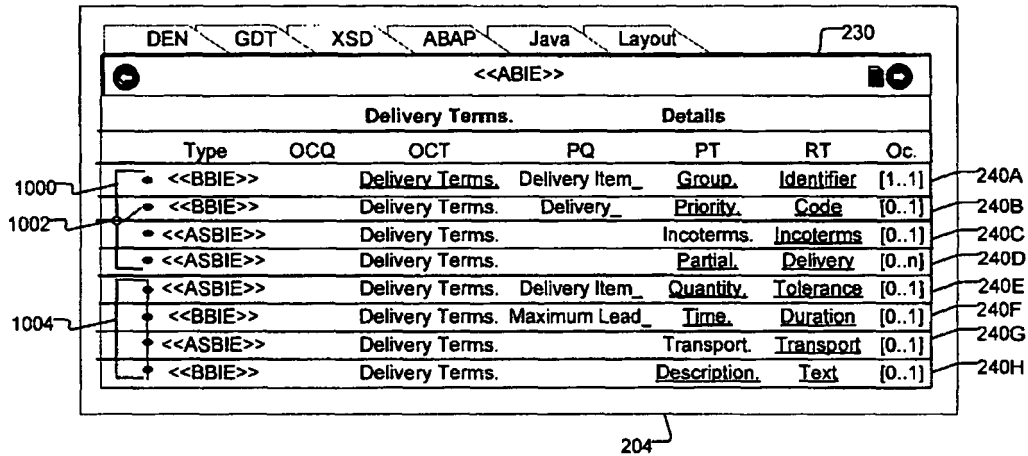 DEN GDT XSD ABAP Java Layout 230
<<ABIE>>
Delivery Terms. Details
Type OCQ OCT PQ PT RT Oc.
1000 <<BBIE>> Delivery Terms. Delivery Item_ Group. Identifier [1..1] 240A
1002 <<BBIE>> Delivery Terms. Delivery_ Priority. Code [0..1] 240B
<<ASBIE>> Delivery Terms. Incoterms. Incoterms [0..1] 240C
<<ASBIE>> Delivery Terms. Partial. Delivery [0..n] 240D
<<ASBIE>> Delivery Terms. Delivery Item_ Quantity. Tolerance [0..1] 240E
1004 <<BBIE>> Delivery Terms. Maximum Lead_ Time. Duration [0..1] 240F
<<ASBIE>> Delivery Terms. Transport. Transport [0..1] 240G
<<BBIE>> Delivery Terms. Description. Text [0..1] 240H
204